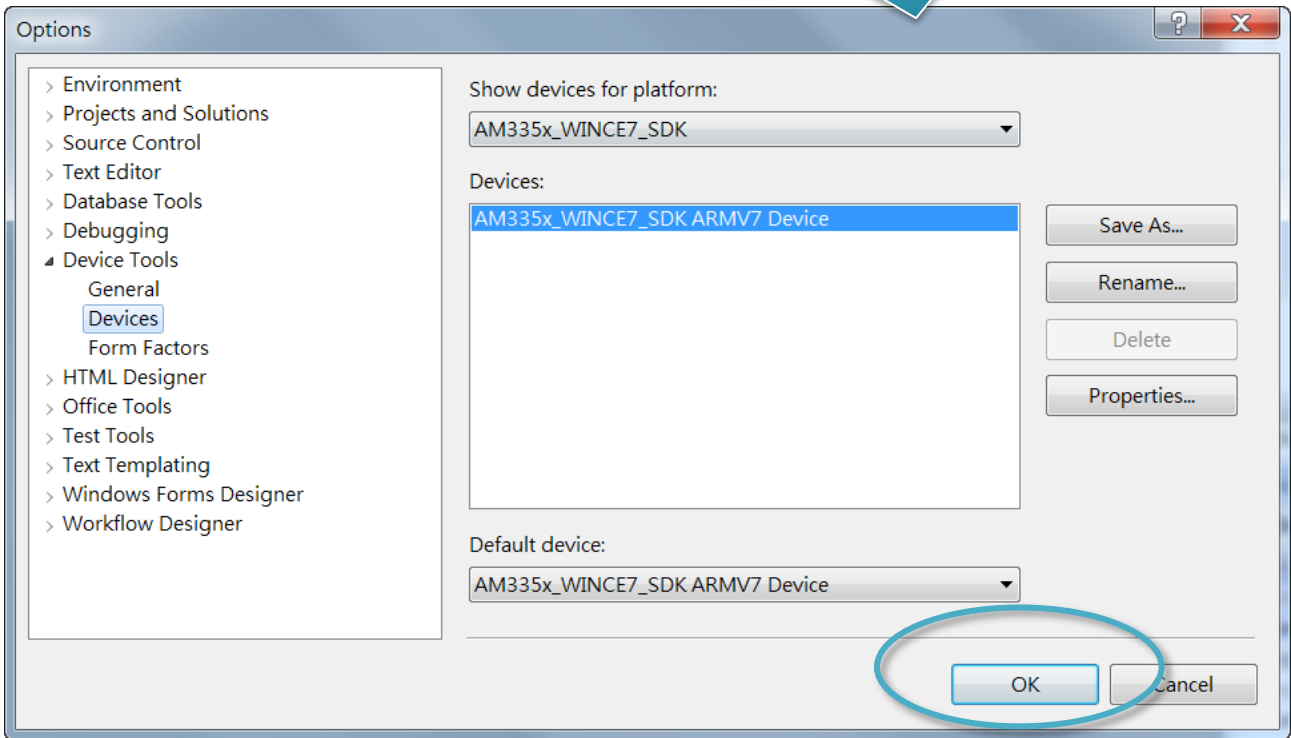 Options
Environment
Projects and Solutions
Source Control
Text Editor
Database Tools
Debugging
Device Tools
General
Devices
Form Factors
HTML Designer
Office Tools
Test Tools
Text Templating
Windows Forms Designer
Workflow Designer
Show devices for platform:
AM335x_WINCE7_SDK
Devices:
AM335x_WINCE7_SDK ARMV7 Device
Save As...
Rename...
Delete
Properties...
Default device:
AM335x_WINCE7_SDK ARMV7 Device
OK
Cancel